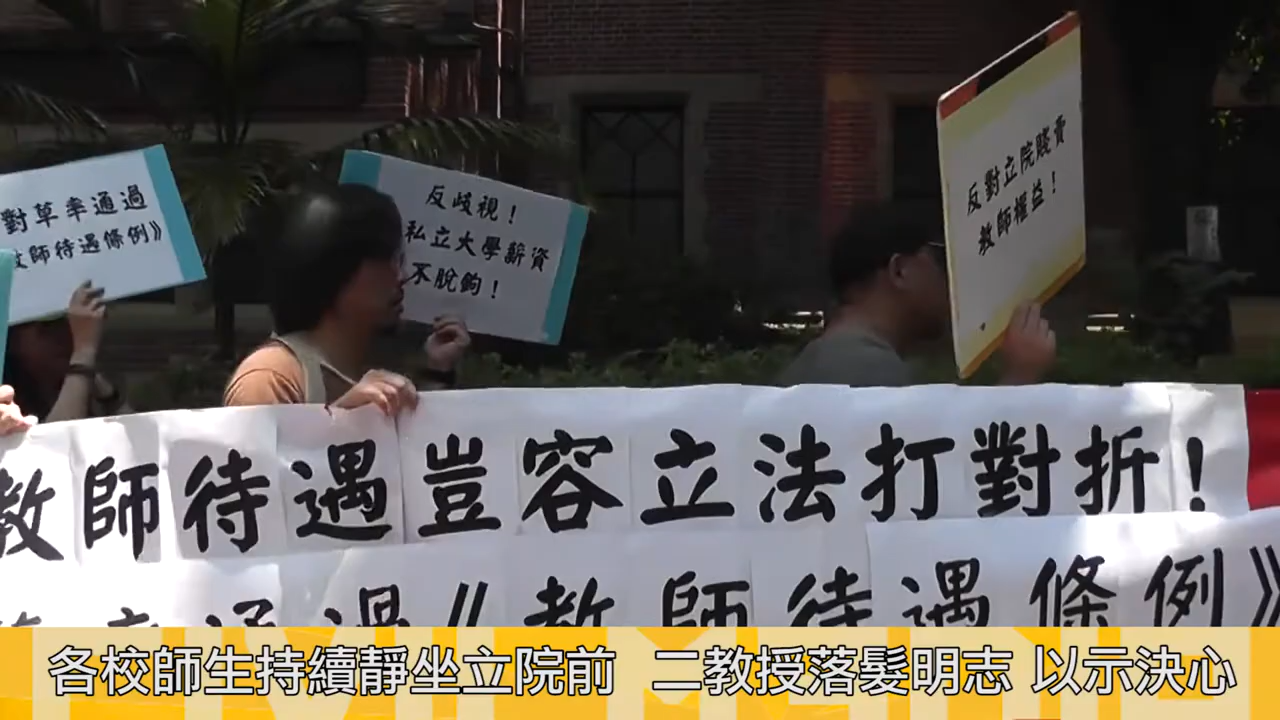 對草率通過
教師待遇條例》
反歧視！
私立大學薪資
不脫鉤！
反對立院賤賣
教師權益！
教師待遇豈容立法打對折！
通過《教師待遇條例》
各校師生持續靜坐立院前 二教授落髮明志 以示決心